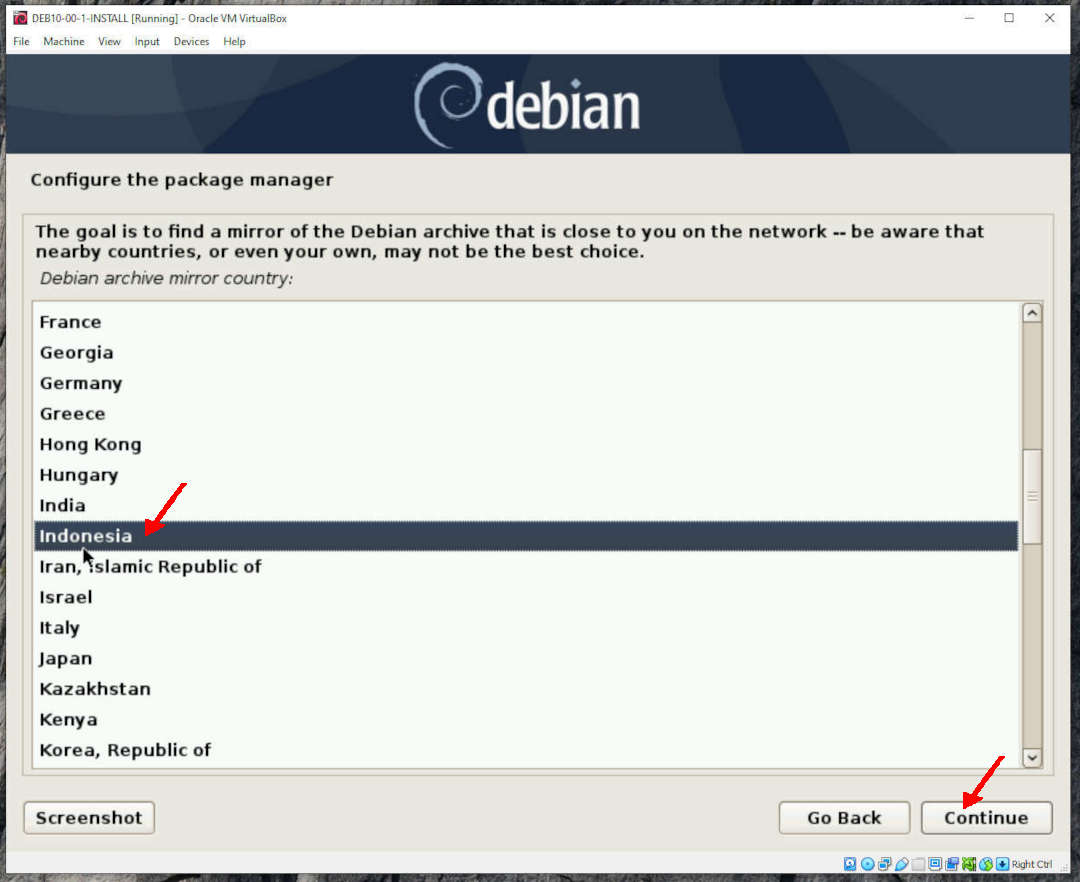 DEB10-00-1-INSTALL [Running] - Oracle VM VirtualBox
File Machine View Input Devices Help
debian
Configure the package manager
The goal is to find a mirror of the Debian archive that is close to you on the network -- be aware that
nearby countries, or even your own, may not be the best choice.
Debian archive mirror country:
France
Georgia
Germany
Greece
Hong Kong
Hungary
India
Indonesia
Iran, Islamic Republic of
Israel
Italy
Japan
Kazakhstan
Kenya
Korea, Republic of
Screenshot Go Back Continue
Right Ctrl